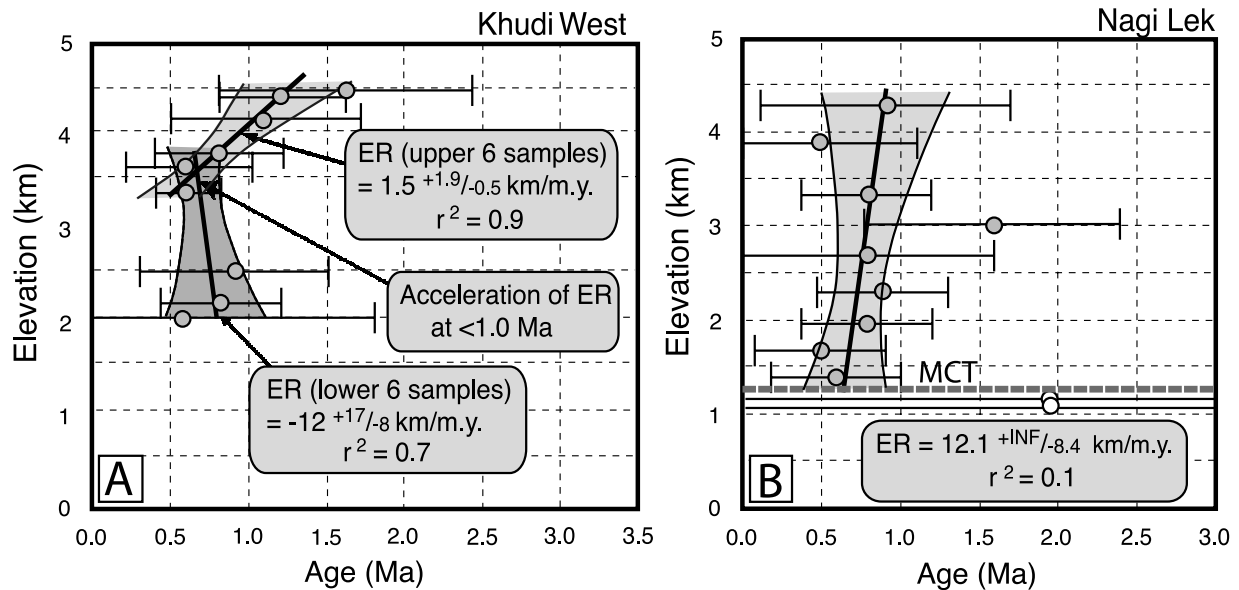 Khudi West
5
4
3
2
1
0
Elevation (km)
ER (upper 6 samples)
= 1.5 +1.9/-0.5 km/m.y.
r 2 = 0.9
Acceleration of ER
at <1.0 Ma
ER (lower 6 samples)
= -12 +17/-8 km/m.y.
r 2 = 0.7
A
0.0 0.5 1.0 1.5 2.0 2.5 3.0 3.5
Age (Ma)
Nagi Lek
5
4
3
2
1
0
Elevation (km)
MCT
ER = 12.1 +INF/-8.4 km/m.y.
r 2 = 0.1
B
0.0 0.5 1.0 1.5 2.0 2.5 3.0
Age (Ma)